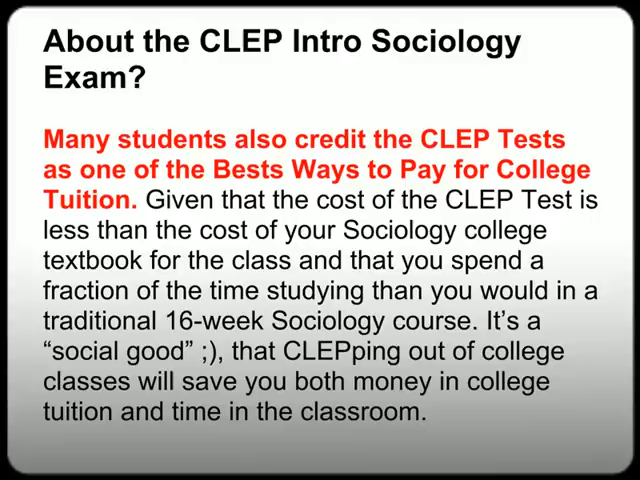 About the CLEP Intro Sociology
Exam?
Many students also credit the CLEP Tests
as one of the Bests Ways to Pay for College
Tuition. Given that the cost of the CLEP Test is
less than the cost of your Sociology college
textbook for the class and that you spend a
fraction of the time studying than you would in a
traditional 16-week Sociology course. It’s a
“social good” ;), that CLEPping out of college
classes will save you both money in college
tuition and time in the classroom.